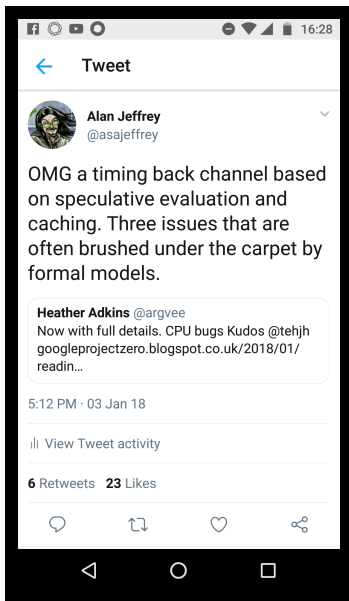 16:28
Tweet
Alan Jeffrey
@asajeffrey
OMG a timing back channel based
on speculative evaluation and
caching. Three issues that are
often brushed under the carpet by
formal models.
Heather Adkins @argvee
Now with full details. CPU bugs Kudos @tehjh
googleprojectzero.blogspot.co.uk/2018/01/
readin…
5:12 PM · 03 Jan 18
View Tweet activity
6 Retweets 23 Likes